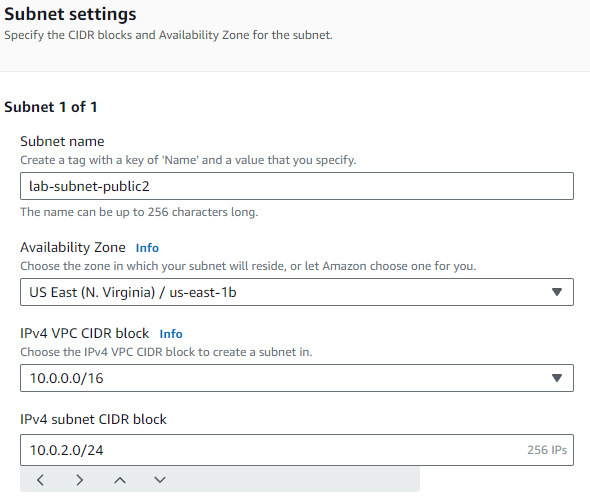 Subnet settings
Specify the CIDR blocks and Availability Zone for the subnet.
Subnet 1 of 1
Subnet name
Create a tag with a key of 'Name' and a value that you specify.
lab-subnet-public2
The name can be up to 256 characters long.
Availability Zone Info
Choose the zone in which your subnet will reside, or let Amazon choose one for you.
US East (N. Virginia) / us-east-1b
IPv4 VPC CIDR block Info
Choose the IPv4 VPC CIDR block to create a subnet in.
10.0.0.0/16
IPv4 subnet CIDR block
10.0.2.0/24 256 IPs